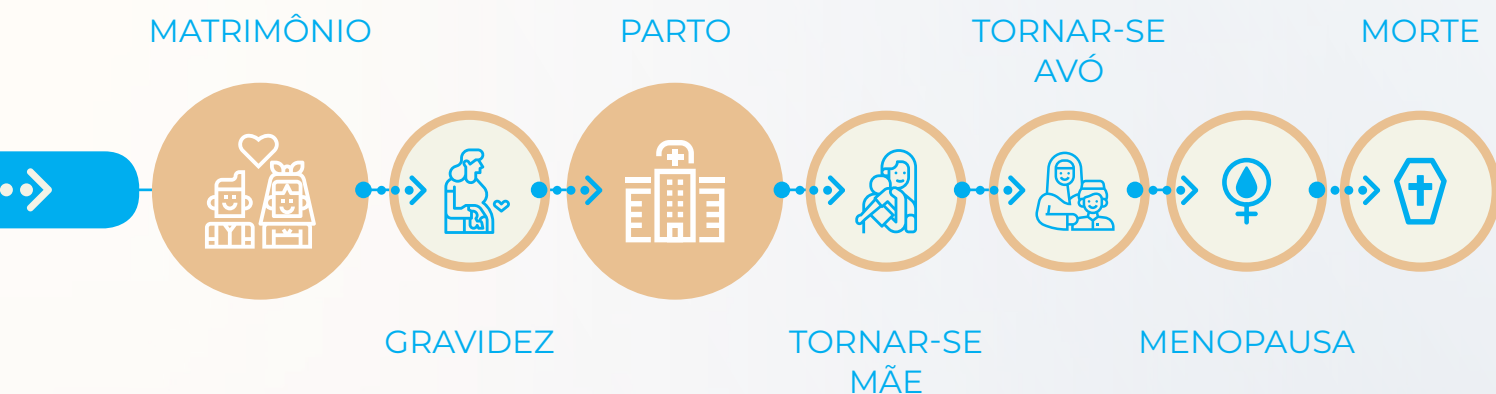 MATRIMÔNIO
GRAVIDEZ
PARTO
TORNAR-SE
MÃE
TORNAR-SE
AVÓ
MENOPAUSA
MORTE